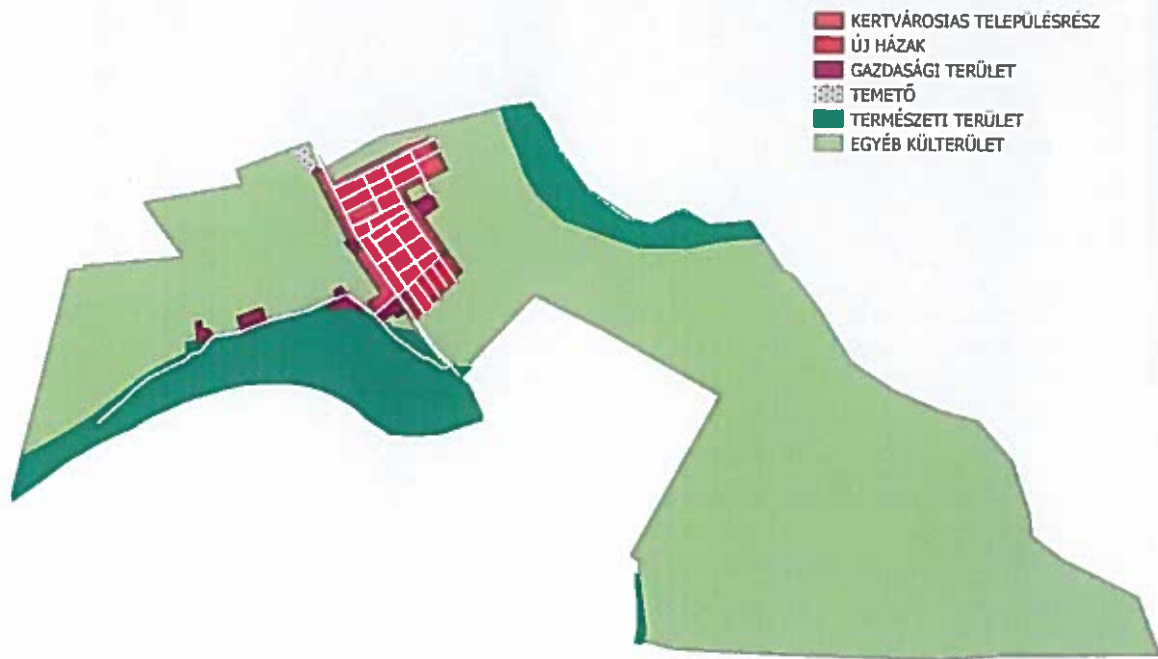 KERTVÁROSIAS TELEPÜLÉSRÉSZ
ÚJ HÁZAK
GAZDASÁGI TERÜLET
TEMETŐ
TERMÉSZETI TERÜLET
EGYÉB KÜLTERÜLET